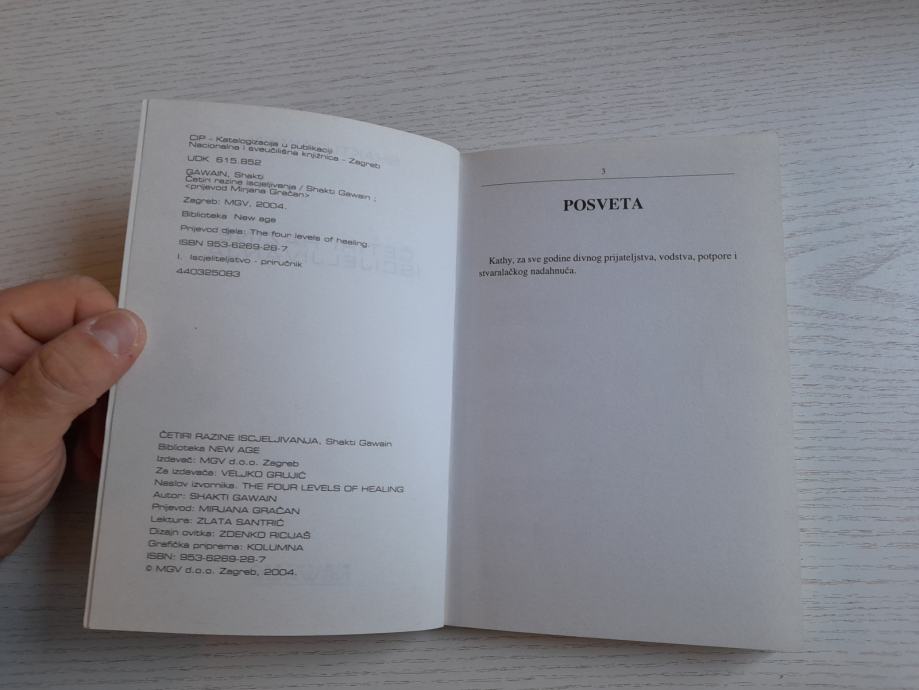 CIP - Katalogizacija u publikaciji
Nacionalna i sveučilišna knjižnica - Zagreb
UDK 615.852
GAWAIN, Shakti
Četiri razine iscjeljivanja / Shakti Gawain ;
<prijevod Mirjana Gračan>
Zagreb: MGV, 2004.
Biblioteka New age
Prijevod djela: The four levels of healing.
ISBN 953-6269-28-7
I. Iscjeliteljstvo - priručnik
440325083
ČETIRI RAZINE ISCJELJIVANJA, Shakti Gawain
Biblioteka NEW AGE
Izdavač: MGV d.o.o. Zagreb
Za izdavača: VELJKO GRUJIĆ
Naslov izvornika. THE FOUR LEVELS OF HEALING
Autor: SHAKTI GAWAIN
Prijevod: MIRJANA GRAČAN
Lektura: ZLATA SANTRIĆ
Dizajn ovitka: ZDENKO RICIJAŠ
Grafička priprema: KOLUMNA
ISBN: 953-6269-28-7
© MGV d.o.o. Zagreb, 2004.
3
POSVETA
Kathy, za sve godine divnog prijateljstva, vodstva, potpore i
stvaralačkog nadahnuća.